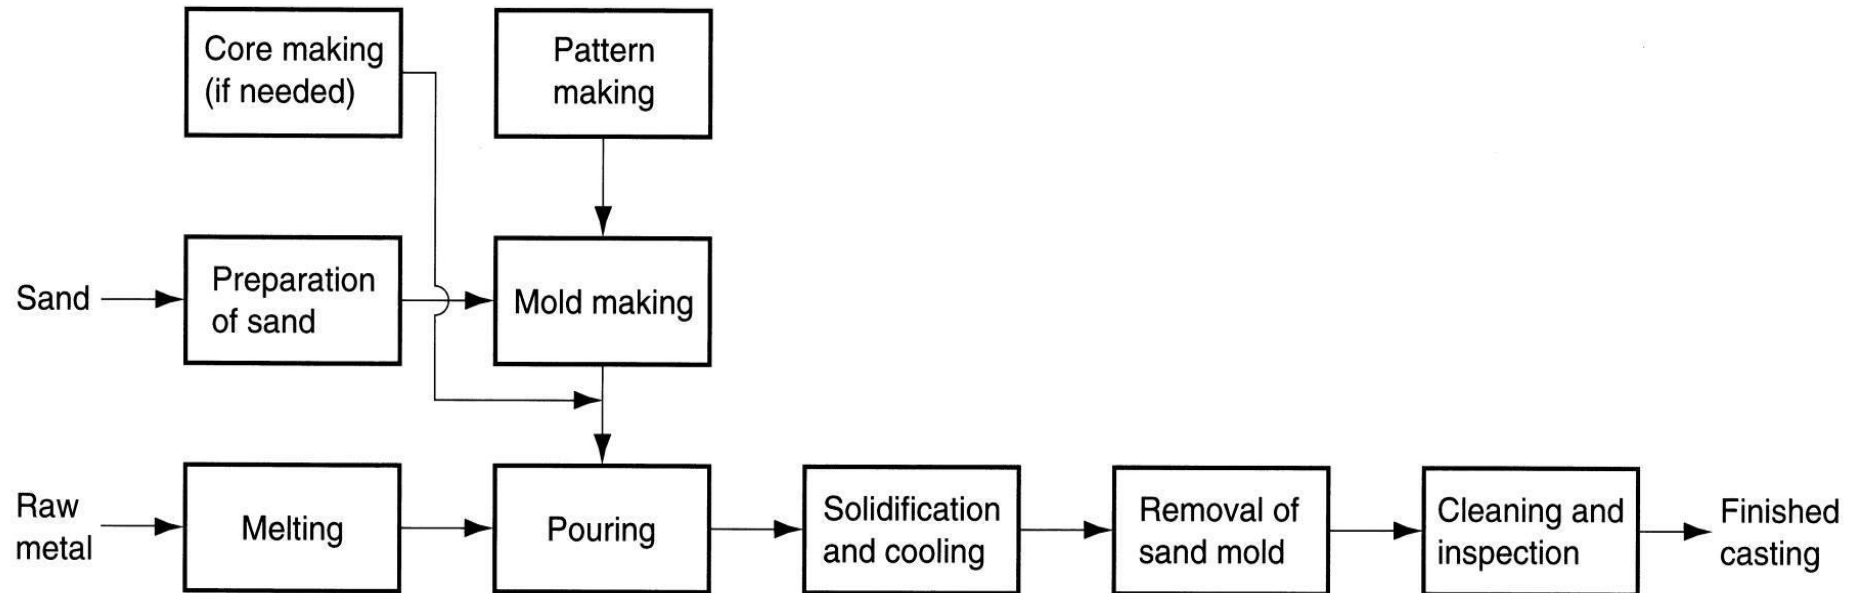 Core making
(if needed)
Pattern
making
Sand
Preparation
of sand
Mold making
Raw
metal
Melting
Pouring
Solidification
and cooling
Removal of
sand mold
Cleaning and
inspection
Finished
casting